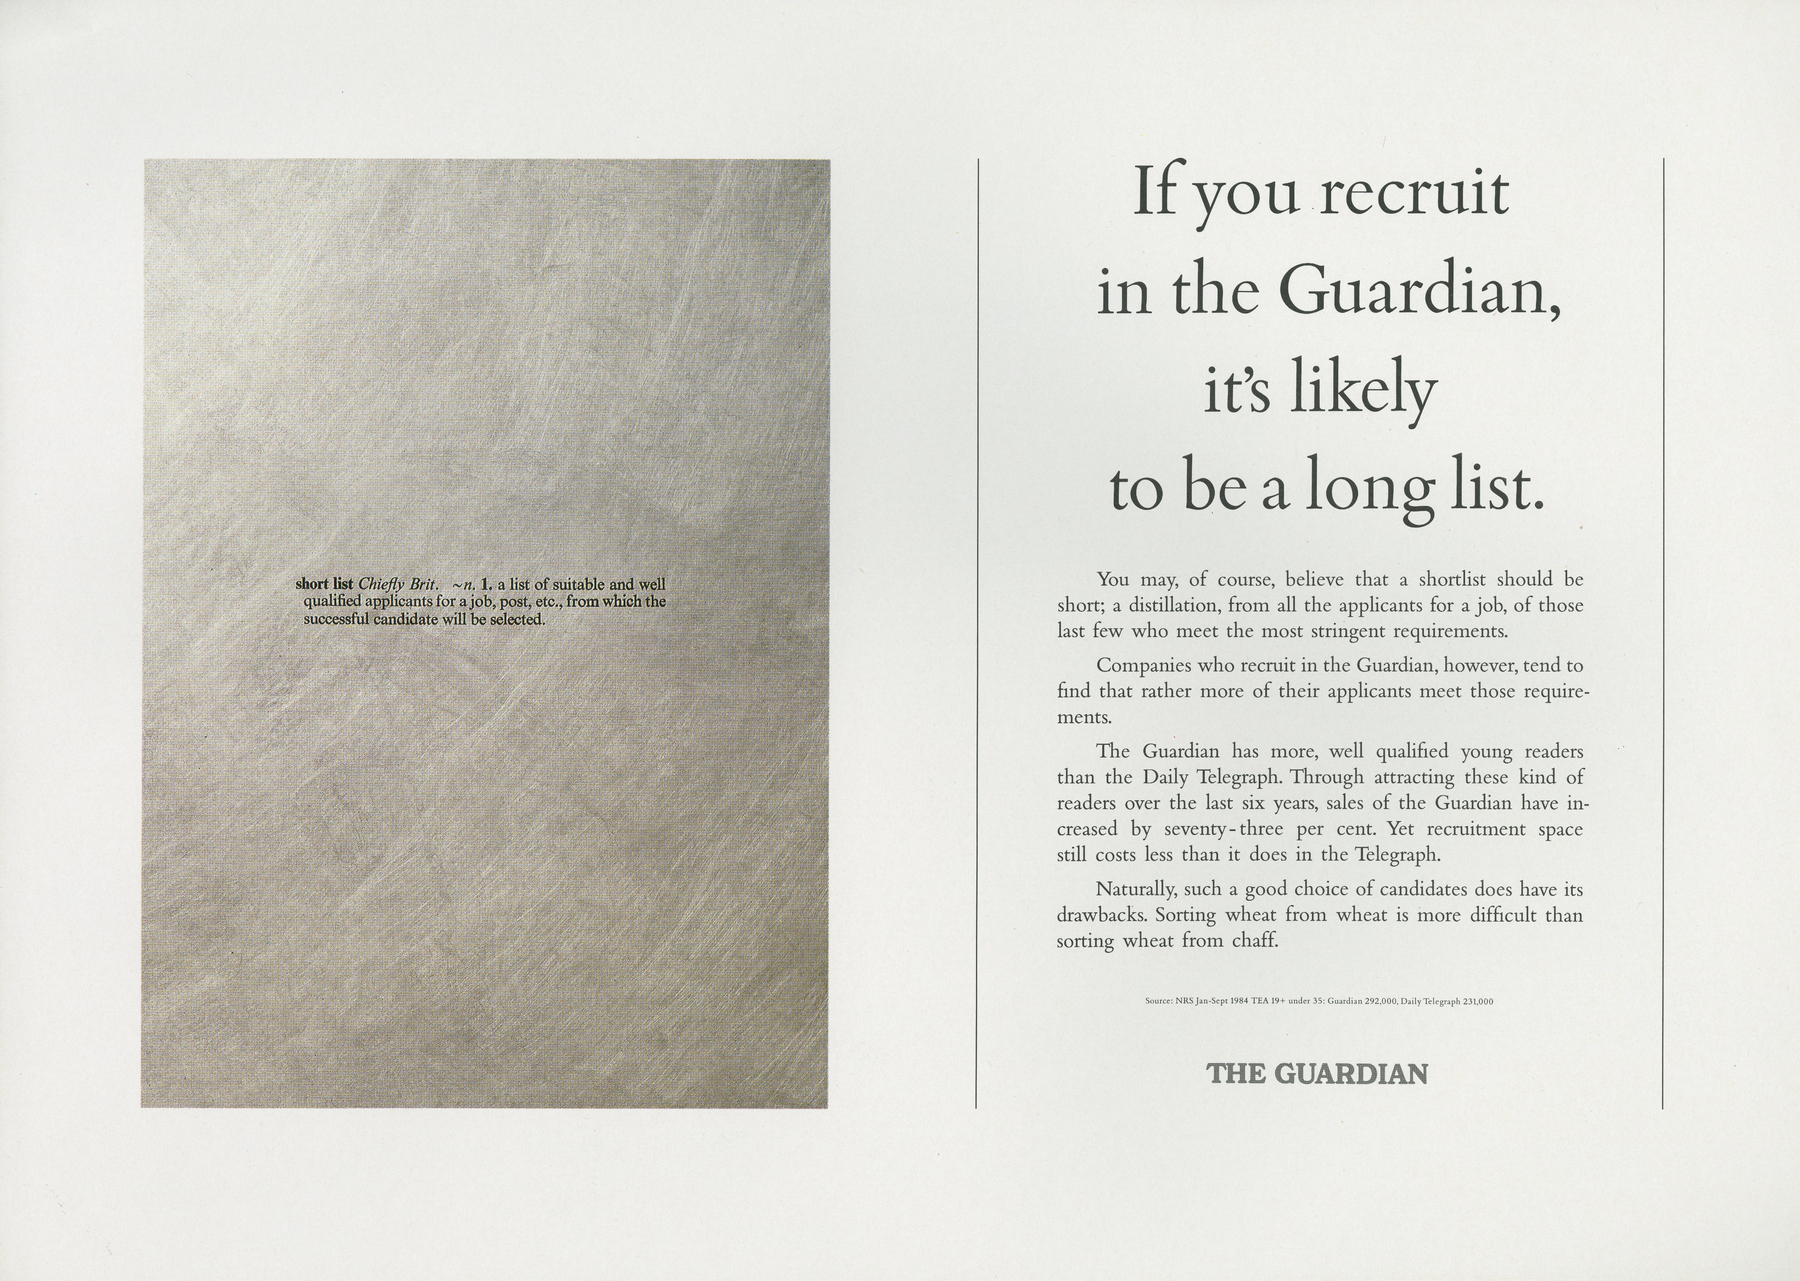 short list Chiefly Brit. ~n. 1. a list of suitable and well
qualified applicants for a job, post, etc., from which the
successful candidate will be selected.
If you recruit
in the Guardian,
it's likely
to be a long list.
You may, of course, believe that a shortlist should be
short; a distillation, from all the applicants for a job, of those
last few who meet the most stringent requirements.
Companies who recruit in the Guardian, however, tend to
find that rather more of their applicants meet those require-
ments.
The Guardian has more, well qualified young readers
than the Daily Telegraph. Through attracting these kind of
readers over the last six years, sales of the Guardian have in-
creased by seventy-three per cent. Yet recruitment space
still costs less than it does in the Telegraph.
Naturally, such a good choice of candidates does have its
drawbacks. Sorting wheat from wheat is more difficult than
sorting wheat from chaff.
Source: NRS Jan-Sept 1984 TEA 19+ under 35: Guardian 292,000, Daily Telegraph 231,000
THE GUARDIAN